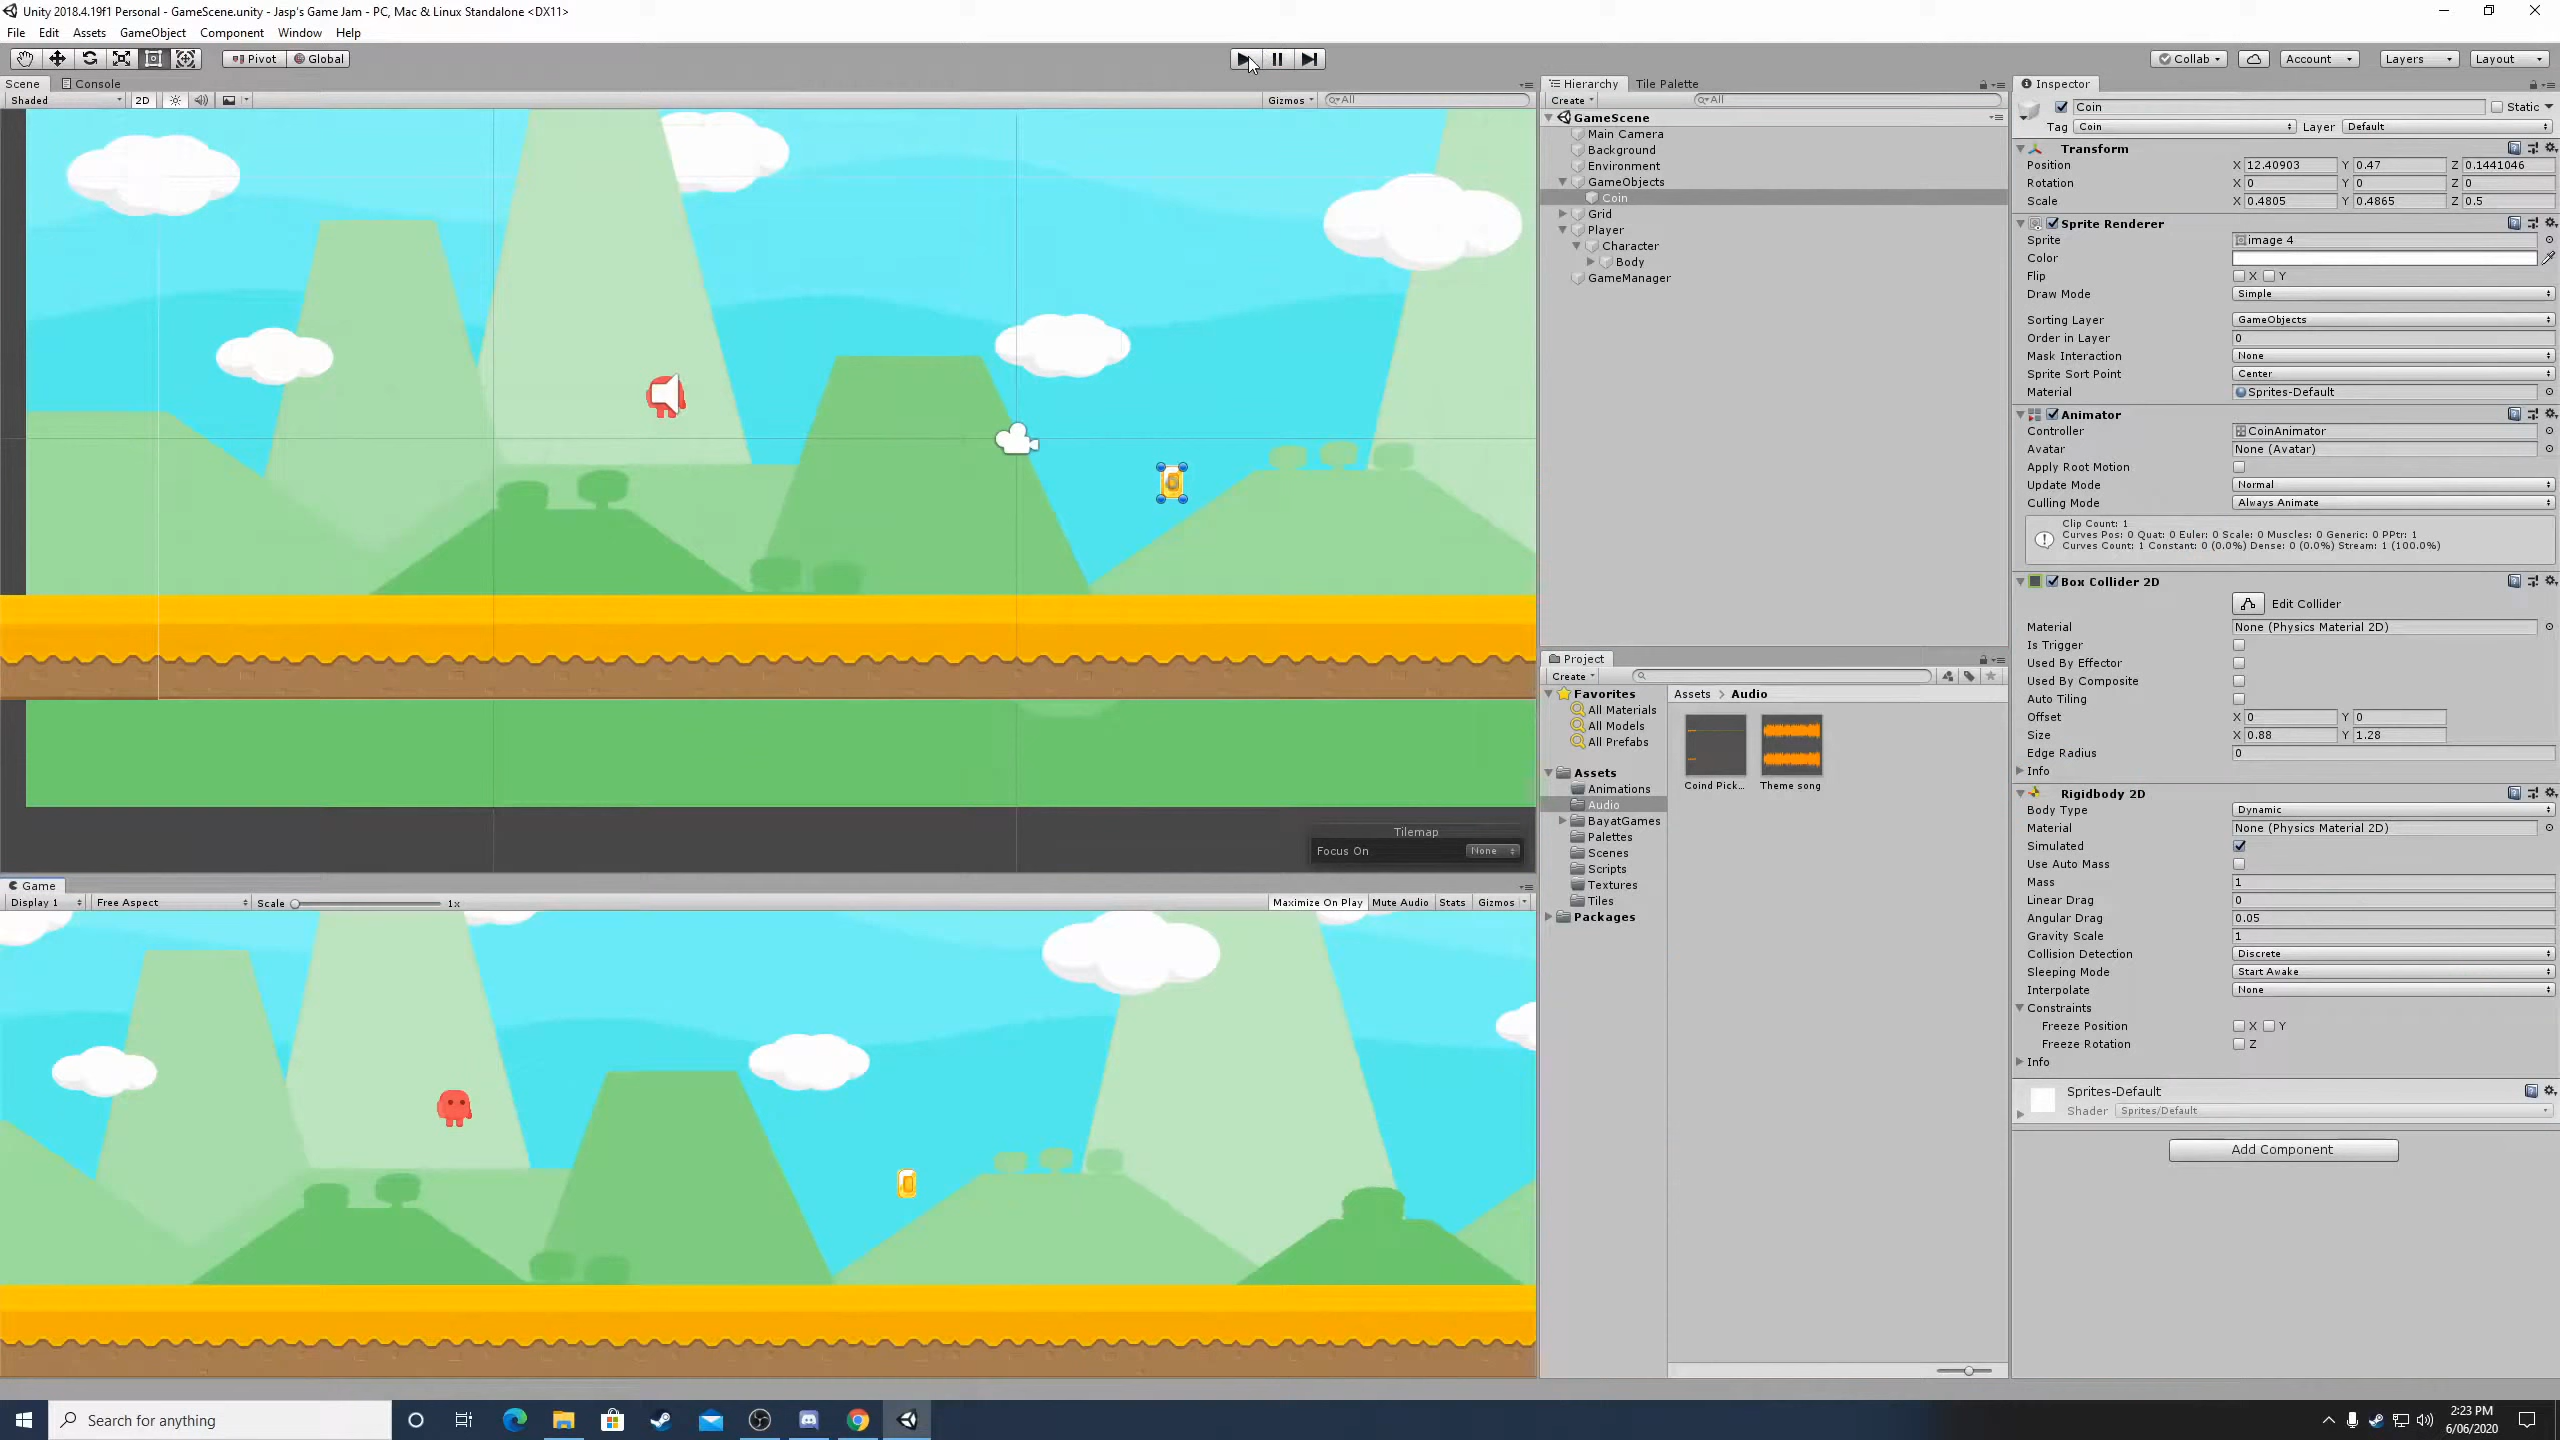 Unity 2018.4.19f1 Personal - GameScene.unity - Jasp's Game Jam - PC, Mac & Linux Standalone <DX11>
File Edit Assets GameObject Component Window Help
Pivot Global Collab Account Layers Layout
Scene Console
Shaded 2D Gizmos All
Tilemap
Focus On None
Game
Display 1 Free Aspect Scale 1x Maximize On Play Mute Audio Stats Gizmos
Hierarchy Tile Palette
Create All
GameScene
Main Camera
Background
Environment
GameObjects
Coin
Grid
Player
Character
Body
GameManager
Project
Create
Favorites
All Materials
All Models
All Prefabs
Assets
Animations
Audio
BayatGames
Palettes
Scenes
Scripts
Textures
Tiles
Packages
Assets > Audio
Coind Pick... Theme song
Inspector
Coin Static
Tag Coin Layer Default
Transform
Position X 12.40903 Y 0.47 Z 0.1441046
Rotation X 0 Y 0 Z 0
Scale X 0.4805 Y 0.4865 Z 0.5
Sprite Renderer
Sprite image 4
Color
Flip X Y
Draw Mode Simple
Sorting Layer GameObjects
Order in Layer 0
Mask Interaction None
Sprite Sort Point Center
Material Sprites-Default
Animator
Controller CoinAnimator
Avatar None (Avatar)
Apply Root Motion
Update Mode Normal
Culling Mode Always Animate
Clip Count: 1
Curves Pos: 0 Quat: 0 Euler: 0 Scale: 0 Muscles: 0 Generic: 0 PPtr: 1
Curves Count: 1 Constant: 0 (0.0%) Dense: 0 (0.0%) Stream: 1 (100.0%)
Box Collider 2D
Edit Collider
Material None (Physics Material 2D)
Is Trigger
Used By Effector
Used By Composite
Auto Tiling
Offset X 0 Y 0
Size X 0.88 Y 1.28
Edge Radius 0
Info
Rigidbody 2D
Body Type Dynamic
Material None (Physics Material 2D)
Simulated
Use Auto Mass
Mass 1
Linear Drag 0
Angular Drag 0.05
Gravity Scale 1
Collision Detection Discrete
Sleeping Mode Start Awake
Interpolate None
Constraints
Freeze Position X Y
Freeze Rotation Z
Info
Sprites-Default
Shader Sprites/Default
Add Component
Search for anything
2:23 PM
6/06/2020